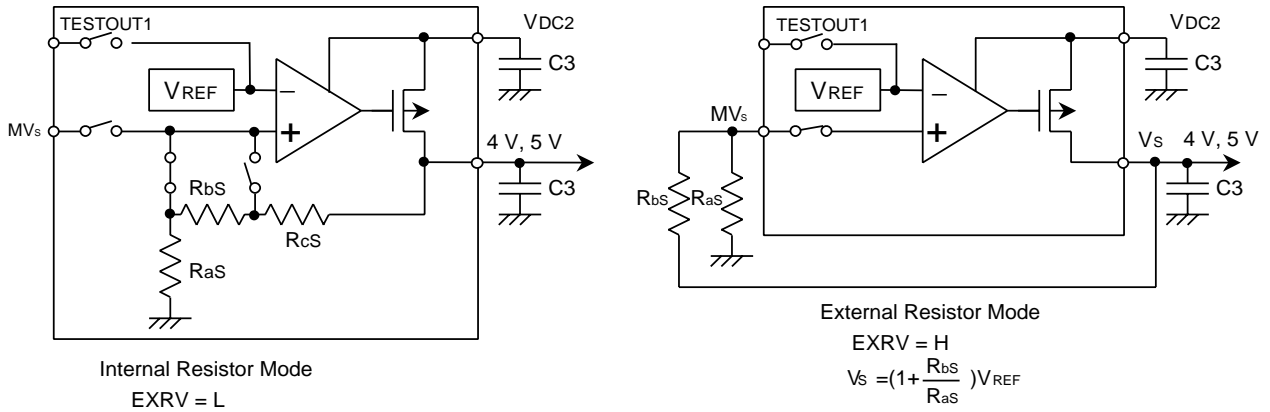 TESTOUT1
VDC2
C3
VREF
−
+
MVs
4 V, 5 V
C3
RbS
RcS
RaS
Internal Resistor Mode
EXRV = L
TESTOUT1
VDC2
C3
VREF
−
+
MVs
VS 4 V, 5 V
C3
RbS
RaS
External Resistor Mode
EXRV = H
VS =(1+RbS/RaS)VREF